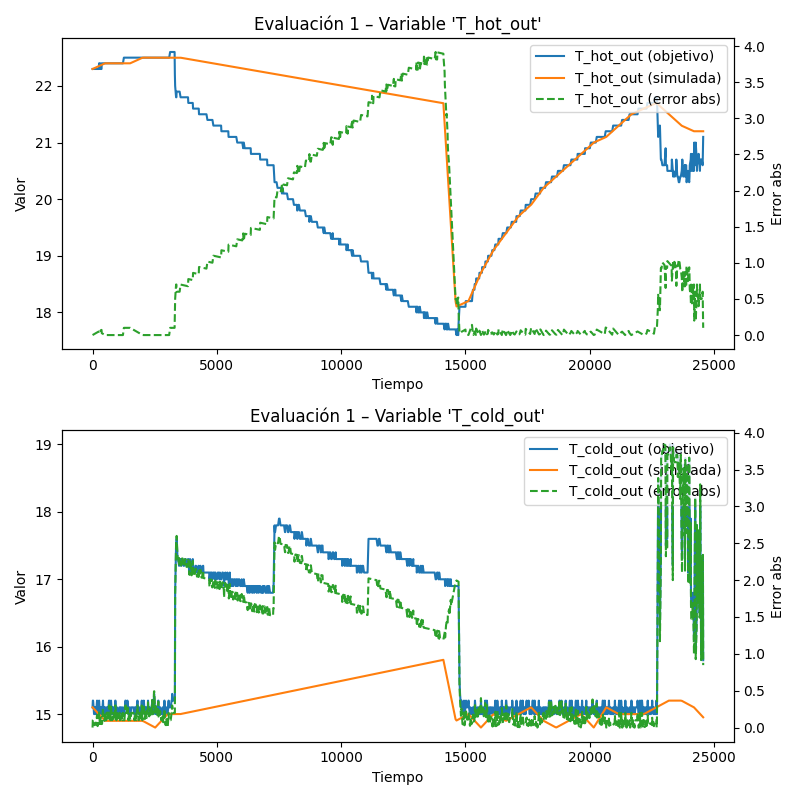 Evaluación 1 – Variable 'T_hot_out'
T_hot_out (objetivo)
T_hot_out (simulada)
T_hot_out (error abs)
22
21
20
19
18
Valor
4.0
3.5
3.0
2.5
2.0
1.5
1.0
0.5
0.0
Error abs
0 5000 10000 15000 20000 25000
Tiempo
Evaluación 1 – Variable 'T_cold_out'
T_cold_out (objetivo)
T_cold_out (simulada)
T_cold_out (error abs)
19
18
17
16
15
Valor
4.0
3.5
3.0
2.5
2.0
1.5
1.0
0.5
0.0
Error abs
0 5000 10000 15000 20000 25000
Tiempo